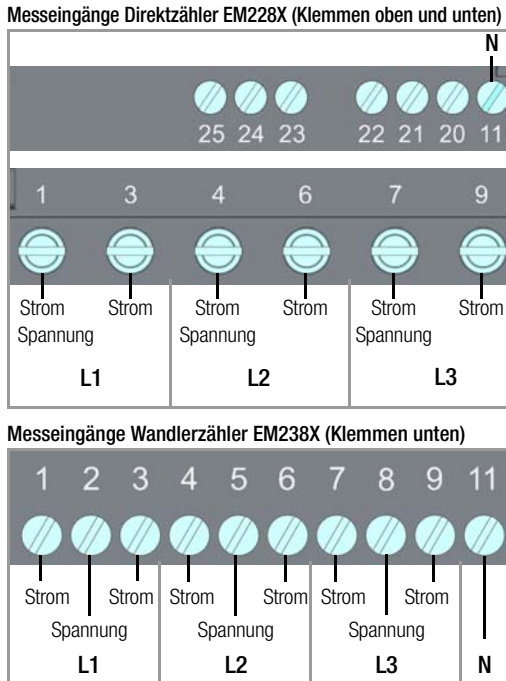 Messeingänge Direktzähler EM228X (Klemmen oben und unten)
N
25 24 23 22 21 20 11
1 3 4 6 7 9
Strom Strom Strom Strom Strom Strom
Spannung Spannung Spannung
L1 L2 L3
Messeingänge Wandlerzähler EM238X (Klemmen unten)
1 2 3 4 5 6 7 8 9 11
Strom Strom Strom Strom Strom Strom
Spannung Spannung Spannung
L1 L2 L3 N